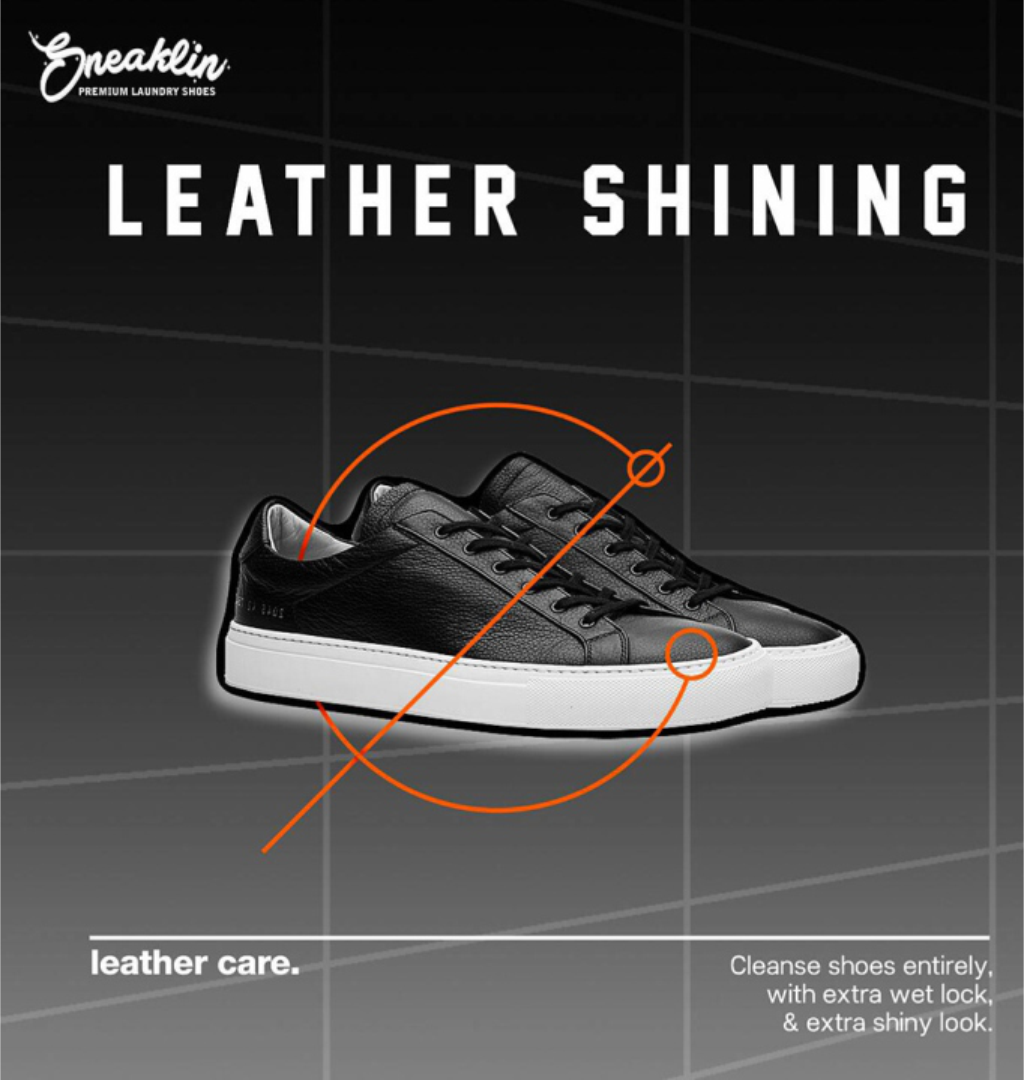 Sneaklin
PREMIUM LAUNDRY SHOES
LEATHER SHINING
leather care.
Cleanse shoes entirely,
with extra wet lock,
& extra shiny look.